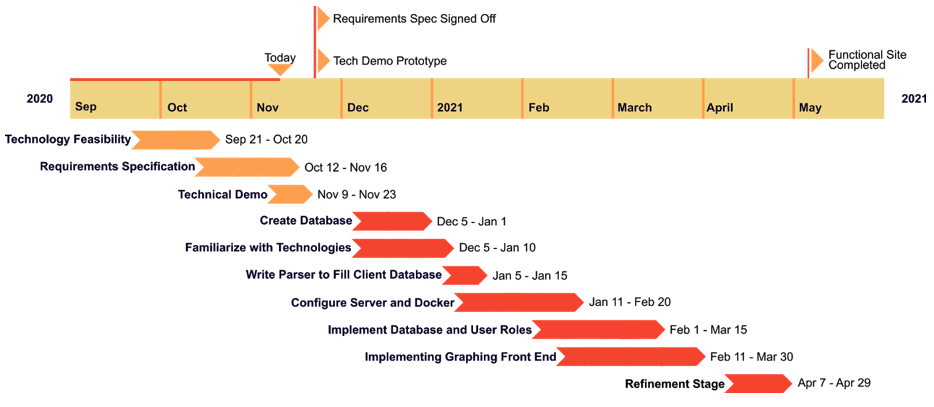 Requirements Spec Signed Off
Today
Tech Demo Prototype
Functional Site
Completed
2020
Sep
Oct
Nov
Dec
2021
Feb
March
April
May
2021
Technology Feasibility
Sep 21 - Oct 20
Requirements Specification
Oct 12 - Nov 16
Technical Demo
Nov 9 - Nov 23
Create Database
Dec 5 - Jan 1
Familiarize with Technologies
Dec 5 - Jan 10
Write Parser to Fill Client Database
Jan 5 - Jan 15
Configure Server and Docker
Jan 11 - Feb 20
Implement Database and User Roles
Feb 1 - Mar 15
Implementing Graphing Front End
Feb 11 - Mar 30
Refinement Stage
Apr 7 - Apr 29